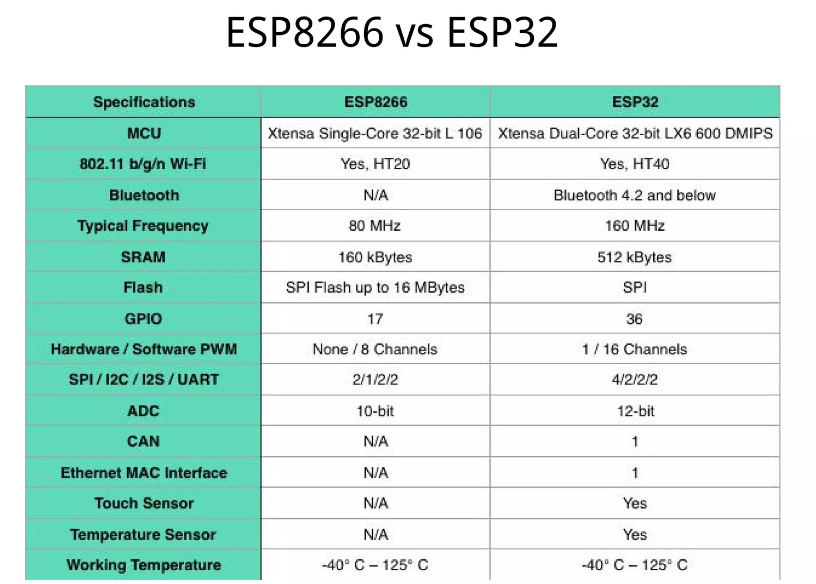 ESP8266 vs ESP32
Specifications ESP8266 ESP32
MCU Xtensa Single-Core 32-bit L 106 Xtensa Dual-Core 32-bit LX6 600 DMIPS
802.11 b/g/n Wi-Fi Yes, HT20 Yes, HT40
Bluetooth N/A Bluetooth 4.2 and below
Typical Frequency 80 MHz 160 MHz
SRAM 160 kBytes 512 kBytes
Flash SPI Flash up to 16 MBytes SPI
GPIO 17 36
Hardware / Software PWM None / 8 Channels 1 / 16 Channels
SPI / I2C / I2S / UART 2/1/2/2 4/2/2/2
ADC 10-bit 12-bit
CAN N/A 1
Ethernet MAC Interface N/A 1
Touch Sensor N/A Yes
Temperature Sensor N/A Yes
Working Temperature -40° C – 125° C -40° C – 125° C